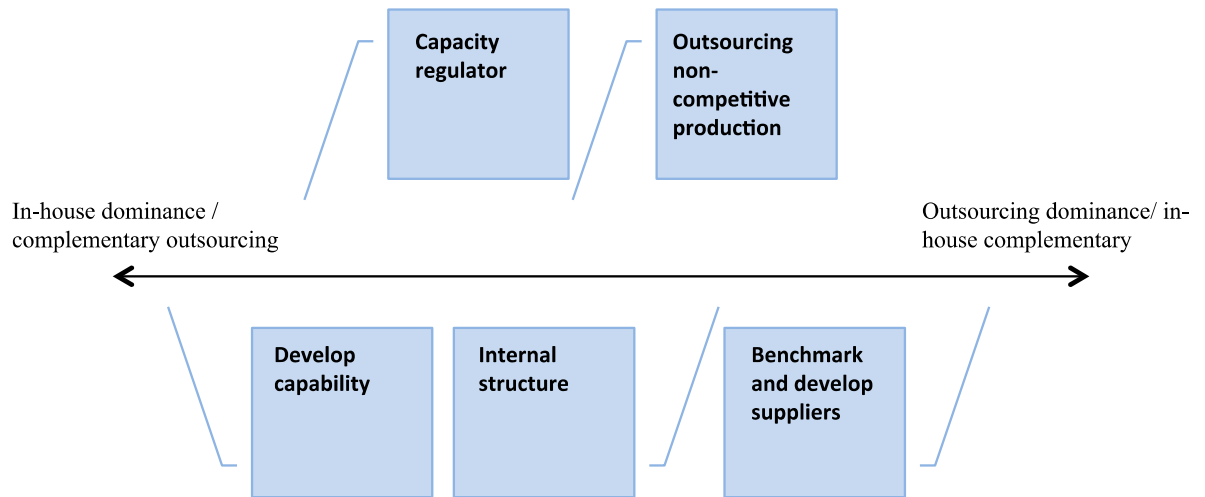 Capacity
regulator
Outsourcing
non-
competitive
production
In-house dominance /
complementary outsourcing
Outsourcing dominance/ in-
house complementary
Develop
capability
Internal
structure
Benchmark
and develop
suppliers